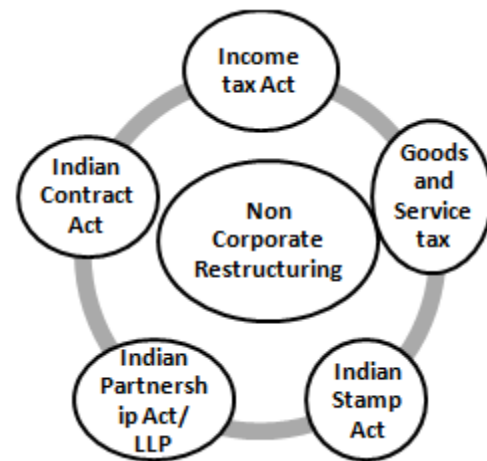 Income
tax Act
Goods
and
Service
tax
Indian
Contract
Act
Non
Corporate
Restructuring
Indian
Partnersh
ip Act/
LLP
Indian
Stamp
Act